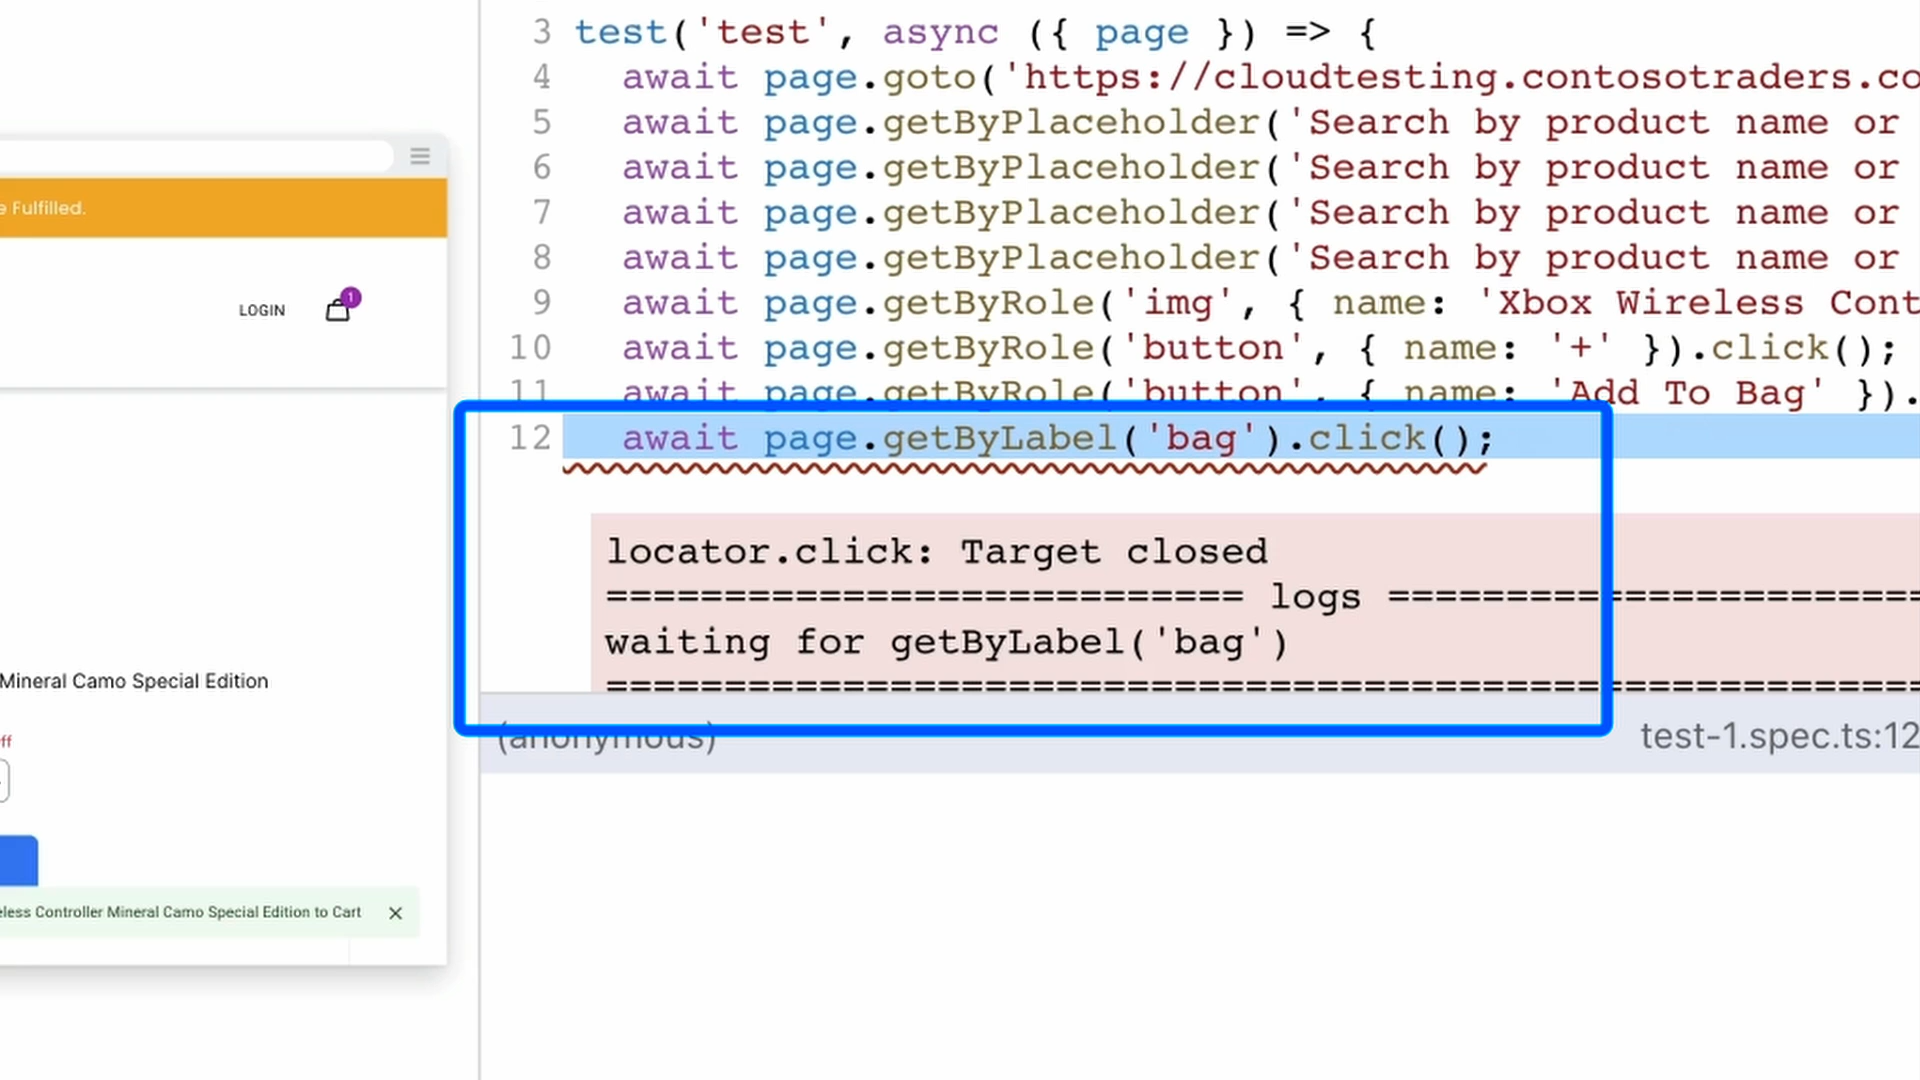 e Fulfilled.
LOGIN
1
Mineral Camo Special Edition
ff
eless Controller Mineral Camo Special Edition to Cart
3 test('test', async ({ page }) => {
4 await page.goto('https://cloudtesting.contosotraders.co
5 await page.getByPlaceholder('Search by product name or
6 await page.getByPlaceholder('Search by product name or
7 await page.getByPlaceholder('Search by product name or
8 await page.getByPlaceholder('Search by product name or
9 await page.getByRole('img', { name: 'Xbox Wireless Cont
10 await page.getByRole('button', { name: '+' }).click();
11 await page.getByRole('button', { name: 'Add To Bag' }).
12 await page.getByLabel('bag').click();
locator.click: Target closed
=========================== logs =======================
waiting for getByLabel('bag')
========================================================
(anonymous)
test-1.spec.ts:12